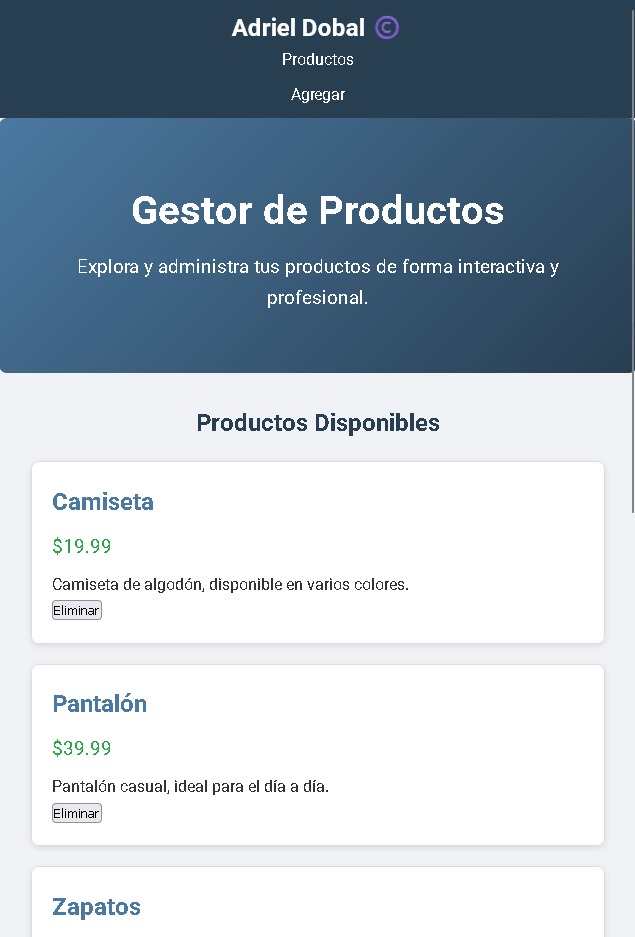 Adriel Dobal ©
Productos
Agregar
Gestor de Productos
Explora y administra tus productos de forma interactiva y
profesional.
Productos Disponibles
Camiseta
$19.99
Camiseta de algodón, disponible en varios colores.
Eliminar
Pantalón
$39.99
Pantalón casual, ideal para el día a día.
Eliminar
Zapatos